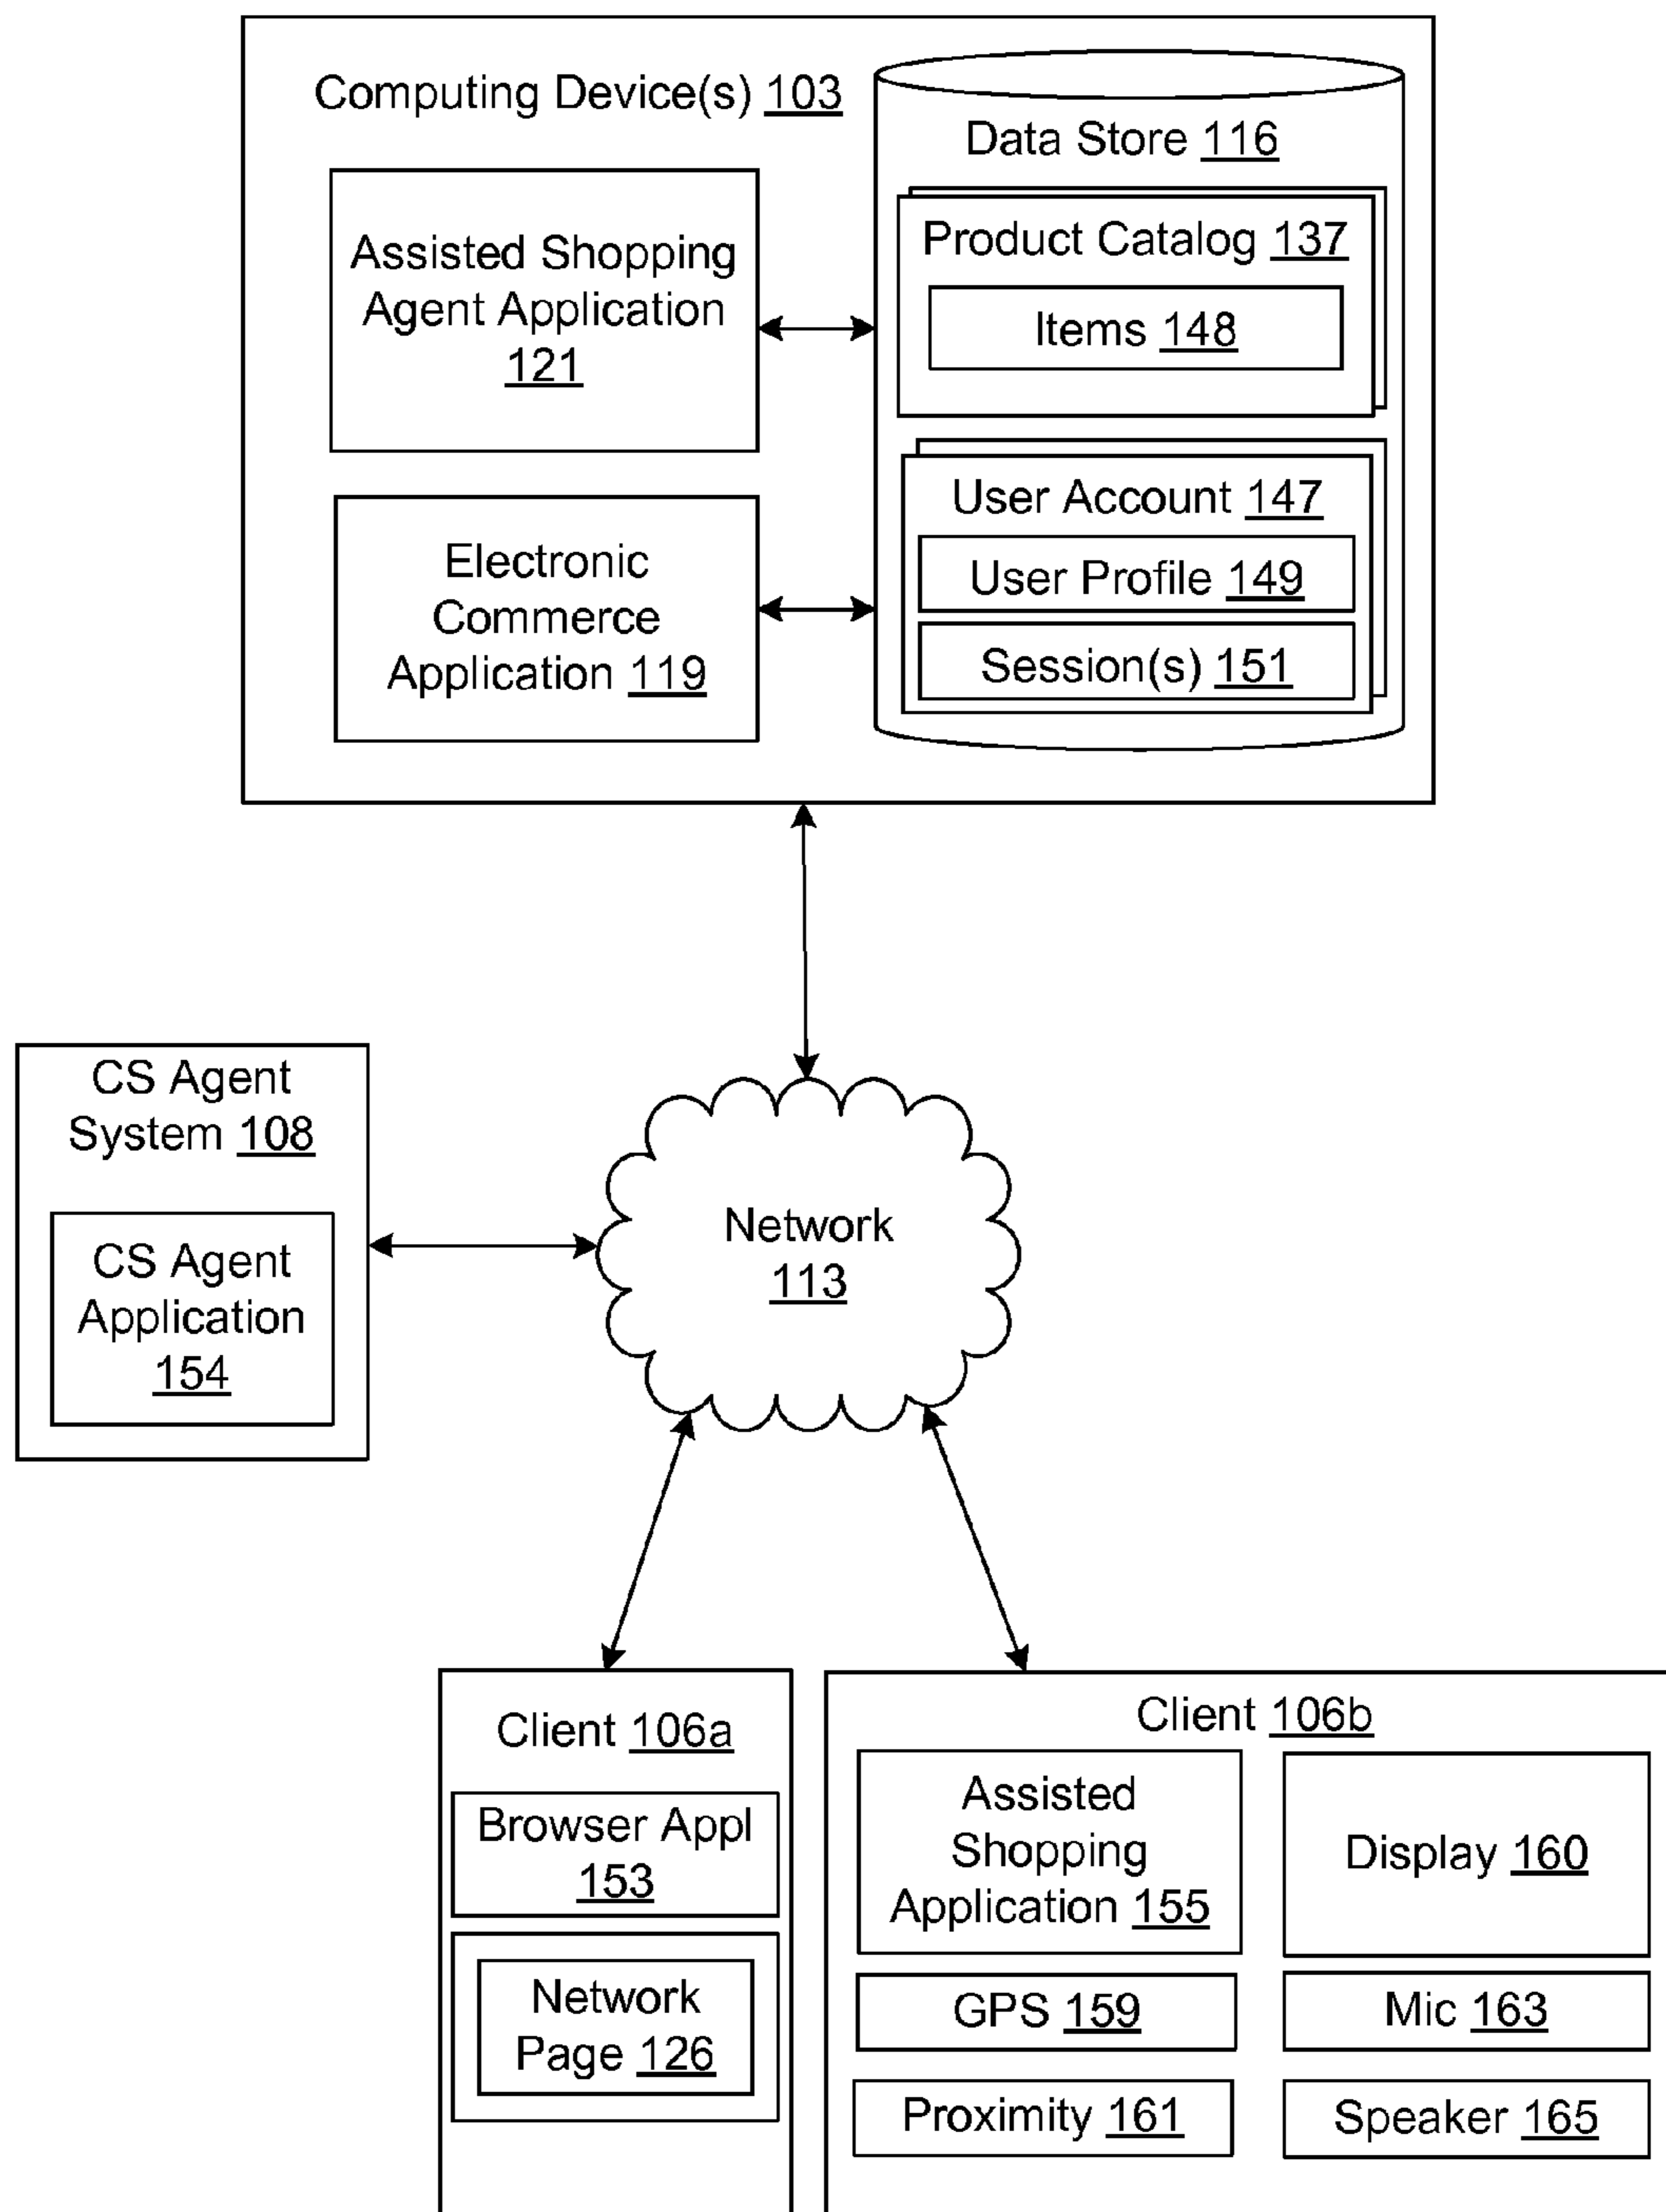 Computing Device(s) 103
Data Store 116
Assisted Shopping
Agent Application
121
Product Catalog 137
Items 148
Electronic
Commerce
Application 119
User Account 147
User Profile 149
Session(s) 151
CS Agent
System 108
CS Agent
Application
154
Network
113
Client 106a
Browser Appl
153
Network
Page 126
Client 106b
Assisted
Shopping
Application 155
Display 160
GPS 159
Mic 163
Proximity 161
Speaker 165